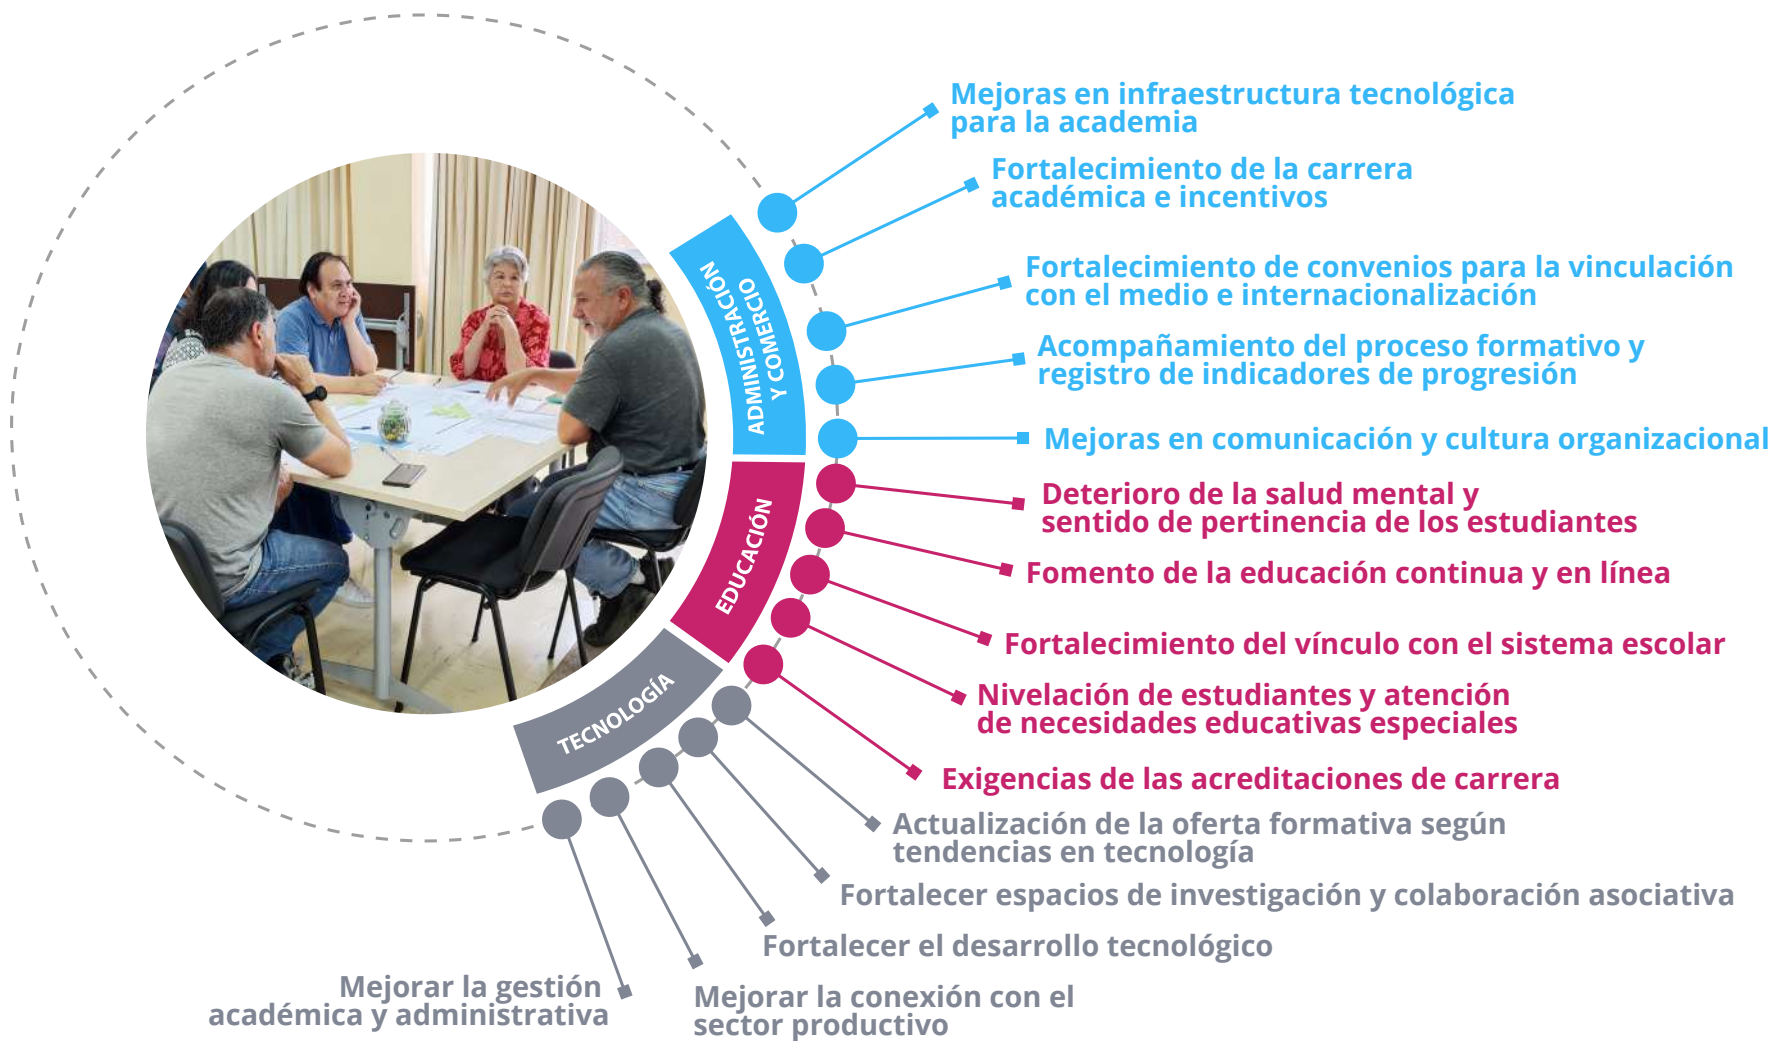 Mejoras en infraestructura tecnológica
para la academia
Fortalecimiento de la carrera
académica e incentivos
Fortalecimiento de convenios para la vinculación
con el medio e internacionalización
Acompañamiento del proceso formativo y
registro de indicadores de progresión
Mejoras en comunicación y cultura organizacional
ADMINISTRACIÓN
Y COMERCIO
Deterioro de la salud mental y
sentido de pertinencia de los estudiantes
Fomento de la educación continua y en línea
Fortalecimiento del vínculo con el sistema escolar
Nivelación de estudiantes y atención
de necesidades educativas especiales
Exigencias de las acreditaciones de carrera
EDUCACIÓN
Actualización de la oferta formativa según
tendencias en tecnología
Fortalecer espacios de investigación y colaboración asociativa
Fortalecer el desarrollo tecnológico
Mejorar la conexión con el
sector productivo
Mejorar la gestión
académica y administrativa
TECNOLOGÍA